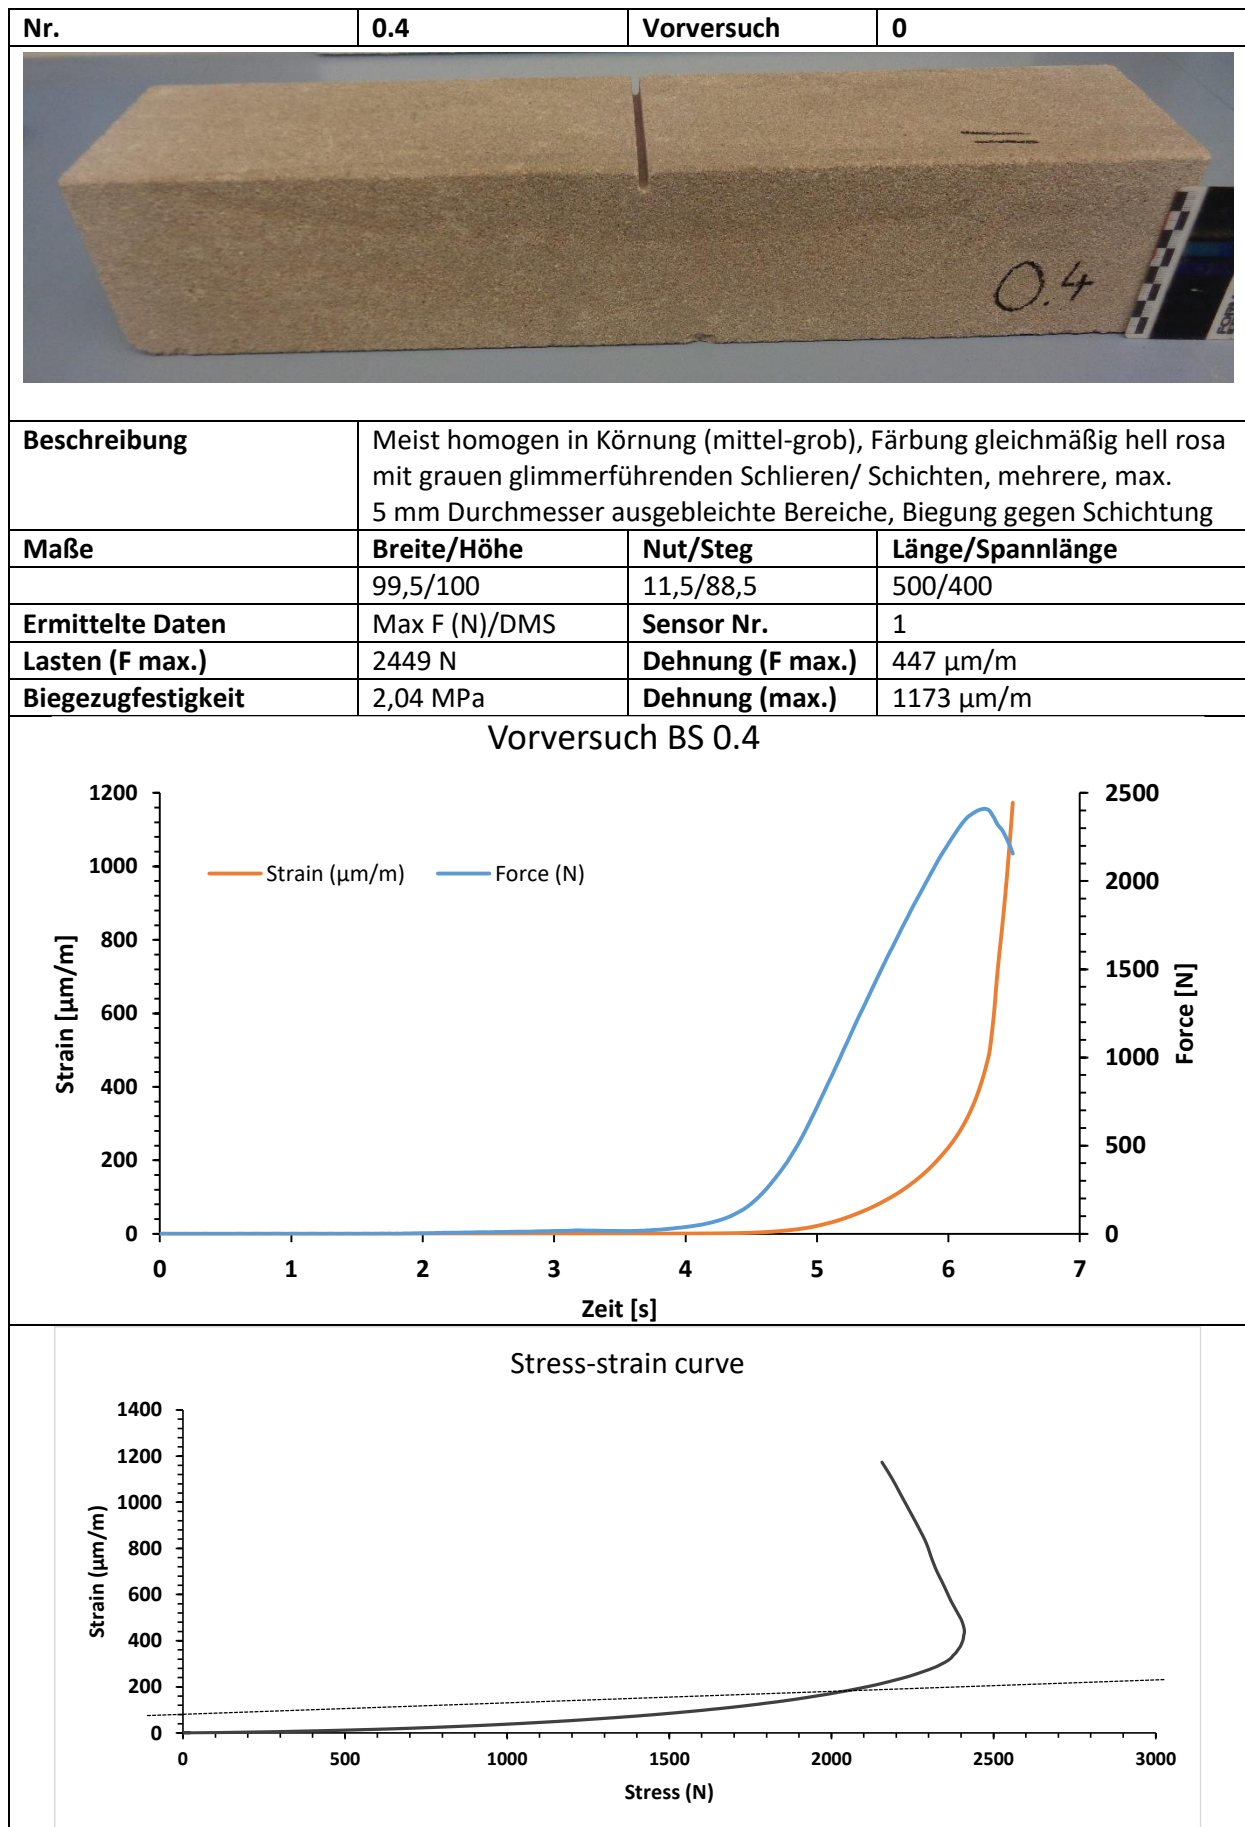 Nr. 0.4 Vorversuch 0
0.4
Beschreibung Meist homogen in Körnung (mittel-grob), Färbung gleichmäßig hell rosa
mit grauen glimmerführenden Schlieren/ Schichten, mehrere, max.
5 mm Durchmesser ausgebleichte Bereiche, Biegung gegen Schichtung
Maße Breite/Höhe Nut/Steg Länge/Spannlänge
99,5/100 11,5/88,5 500/400
Ermittelte Daten Max F (N)/DMS Sensor Nr. 1
Lasten (F max.) 2449 N Dehnung (F max.) 447 µm/m
Biegezugfestigkeit 2,04 MPa Dehnung (max.) 1173 µm/m
Vorversuch BS 0.4
Strain [µm/m]
1200
1000
800
600
400
200
0
Strain (µm/m) Force (N)
2500
2000
1500
1000
500
0
Force [N]
0 1 2 3 4 5 6 7
Zeit [s]
Stress-strain curve
Strain (µm/m)
1400
1200
1000
800
600
400
200
0
0 500 1000 1500 2000 2500 3000
Stress (N)